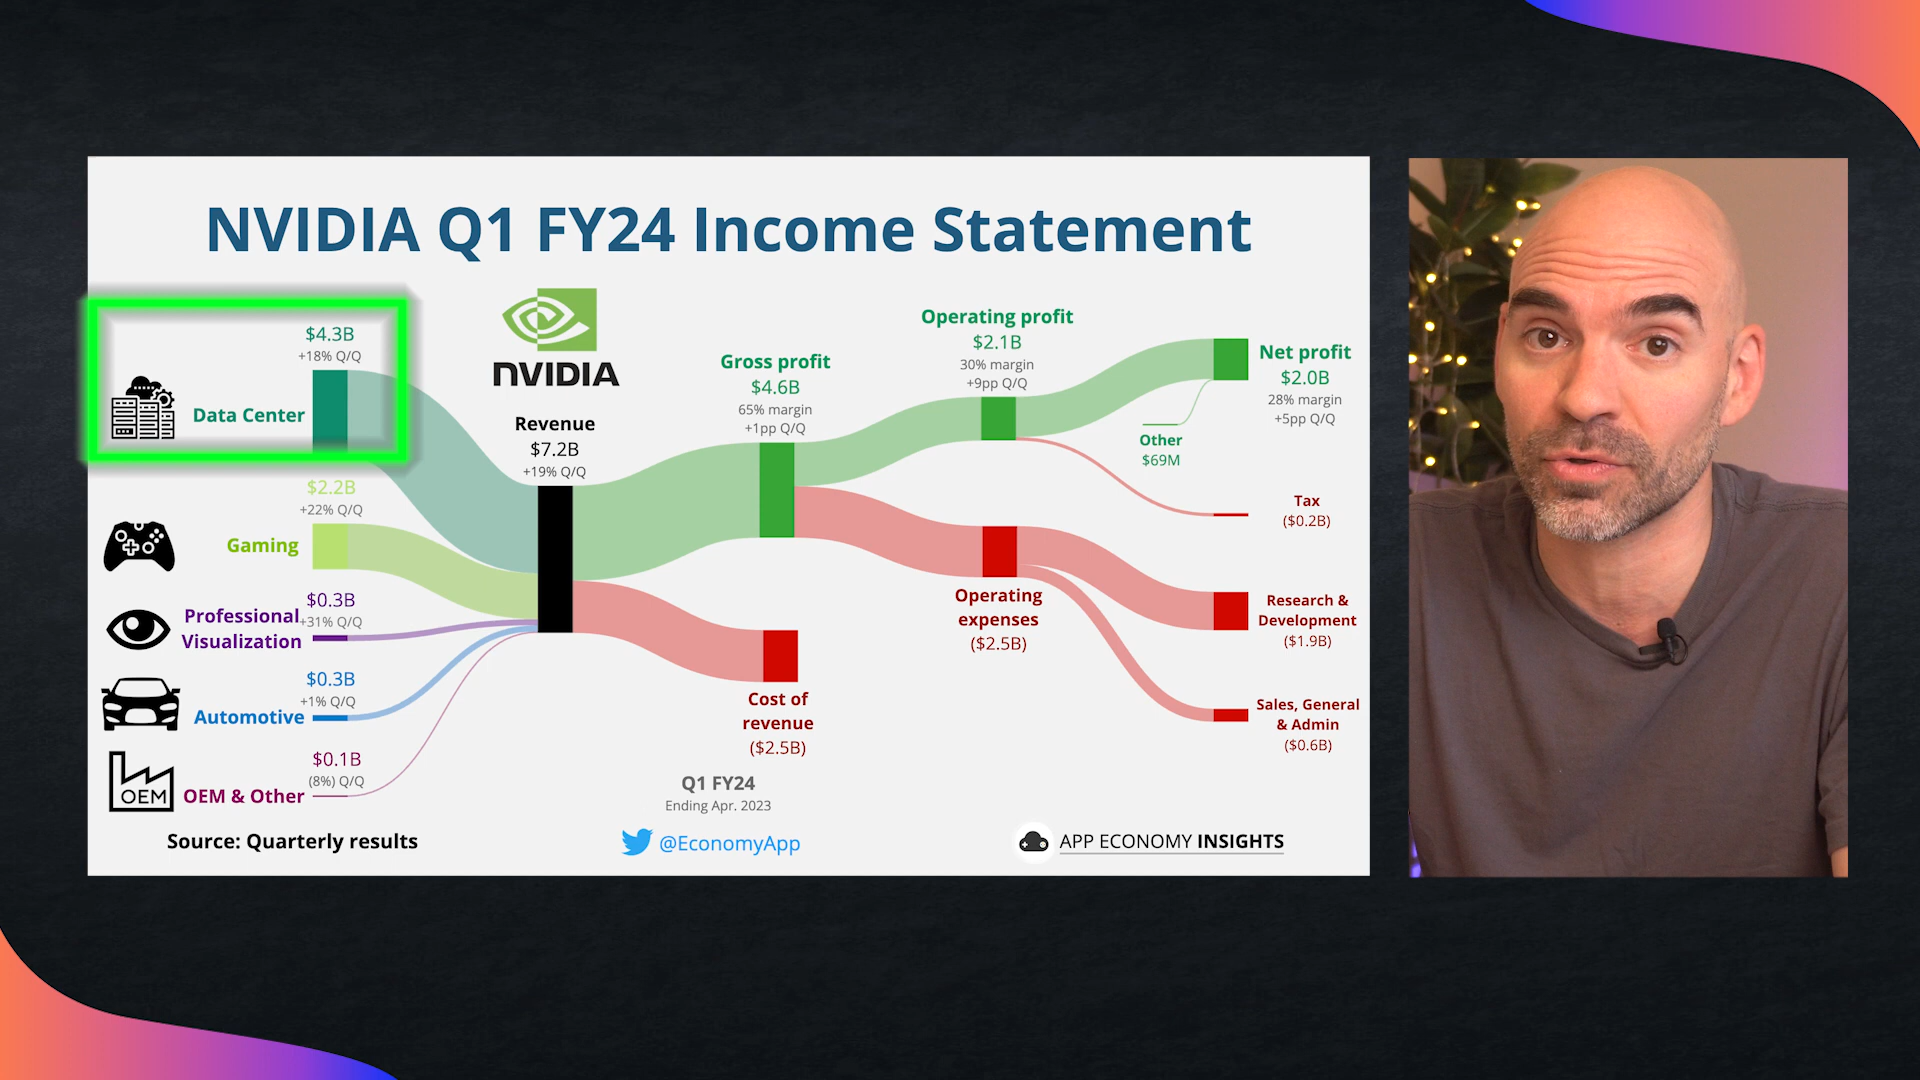 NVIDIA Q1 FY24 Income Statement
$4.3B
+18% Q/Q
Data Center
$2.2B
+22% Q/Q
Gaming
$0.3B
+31% Q/Q
Professional
Visualization
$0.3B
+1% Q/Q
Automotive
$0.1B
(8%) Q/Q
OEM
OEM & Other
NVIDIA
Revenue
$7.2B
+19% Q/Q
Gross profit
$4.6B
65% margin
+1pp Q/Q
Cost of
revenue
($2.5B)
Operating profit
$2.1B
30% margin
+9pp Q/Q
Operating
expenses
($2.5B)
Net profit
$2.0B
28% margin
+5pp Q/Q
Other
$69M
Tax
($0.2B)
Research &
Development
($1.9B)
Sales, General
& Admin
($0.6B)
Q1 FY24
Ending Apr. 2023
Source: Quarterly results
@EconomyApp
APP ECONOMY INSIGHTS